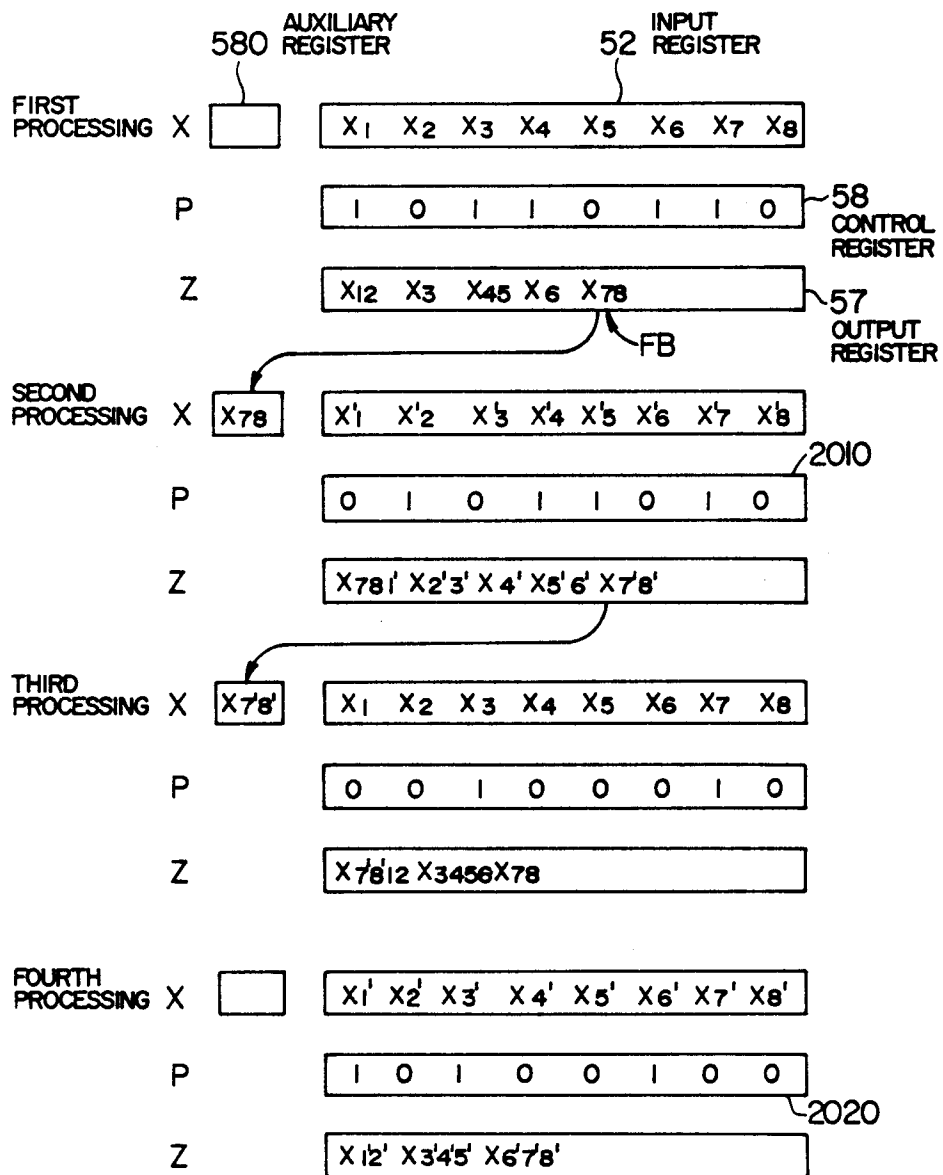 580 AUXILIARY REGISTER
52 INPUT REGISTER
FIRST PROCESSING X
X1 X2 X3 X4 X5 X6 X7 X8
P 1 0 1 1 0 1 1 0
58 CONTROL REGISTER
Z X12 X3 X45 X6 X78
57 OUTPUT REGISTER
FB
SECOND PROCESSING X X78 X'1 X'2 X'3 X'4 X'5 X'6 X'7 X'8
2010
P 0 1 0 1 1 0 1 0
Z X781' X2'3' X4' X5'6' X7'8'
THIRD PROCESSING X X7'8' X1 X2 X3 X4 X5 X6 X7 X8
P 0 0 1 0 0 0 1 0
Z X7'8'12 X3456 X78
FOURTH PROCESSING X X1' X2' X3' X4' X5' X6' X7' X8'
P 1 0 1 0 0 1 0 0
2020
Z X1'2' X3'4'5' X6'7'8'